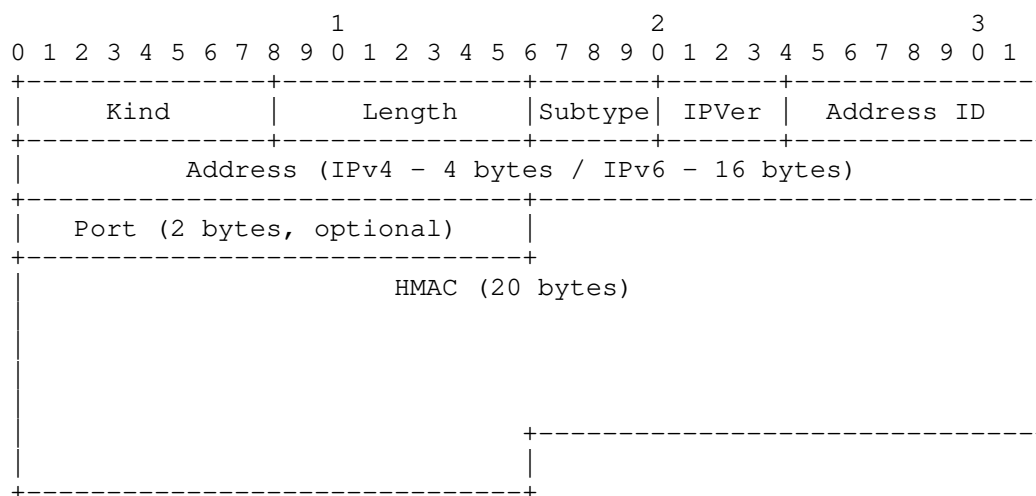 1 2 3
0 1 2 3 4 5 6 7 8 9 0 1 2 3 4 5 6 7 8 9 0 1 2 3 4 5 6 7 8 9 0 1
Kind Length Subtype IPVer Address ID
Address (IPv4 - 4 bytes / IPv6 - 16 bytes)
Port (2 bytes, optional)
HMAC (20 bytes)